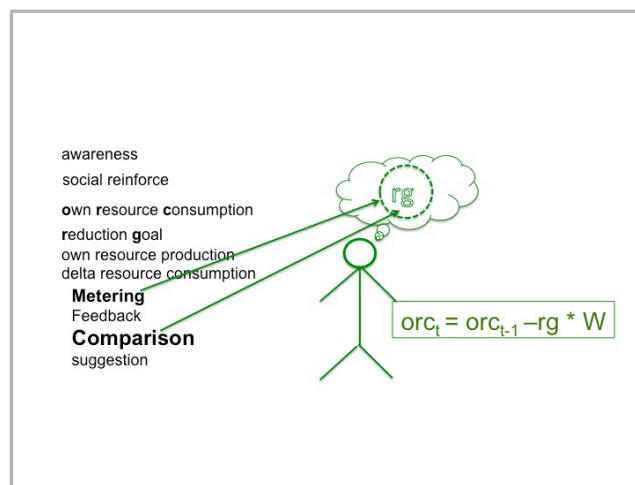 awareness
social reinforce
own resource consumption
reduction goal
own resource production
delta resource consumption
Metering
Feedback
Comparison
suggestion
rg
orcₜ = orcₜ₋₁ –rg * W